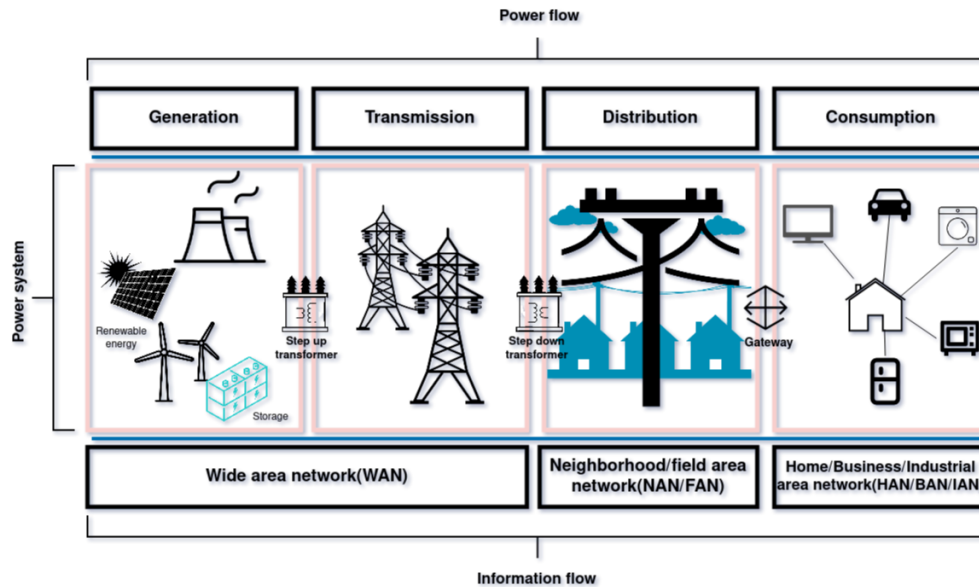 Power flow
Generation
Transmission
Distribution
Consumption
Power system
Renewable
energy
Storage
Step up
transformer
Step down
transformer
Gateway
Wide area network(WAN)
Neighborhood/field area
network(NAN/FAN)
Home/Business/Industrial
area network(HAN/BAN/IAN
Information flow